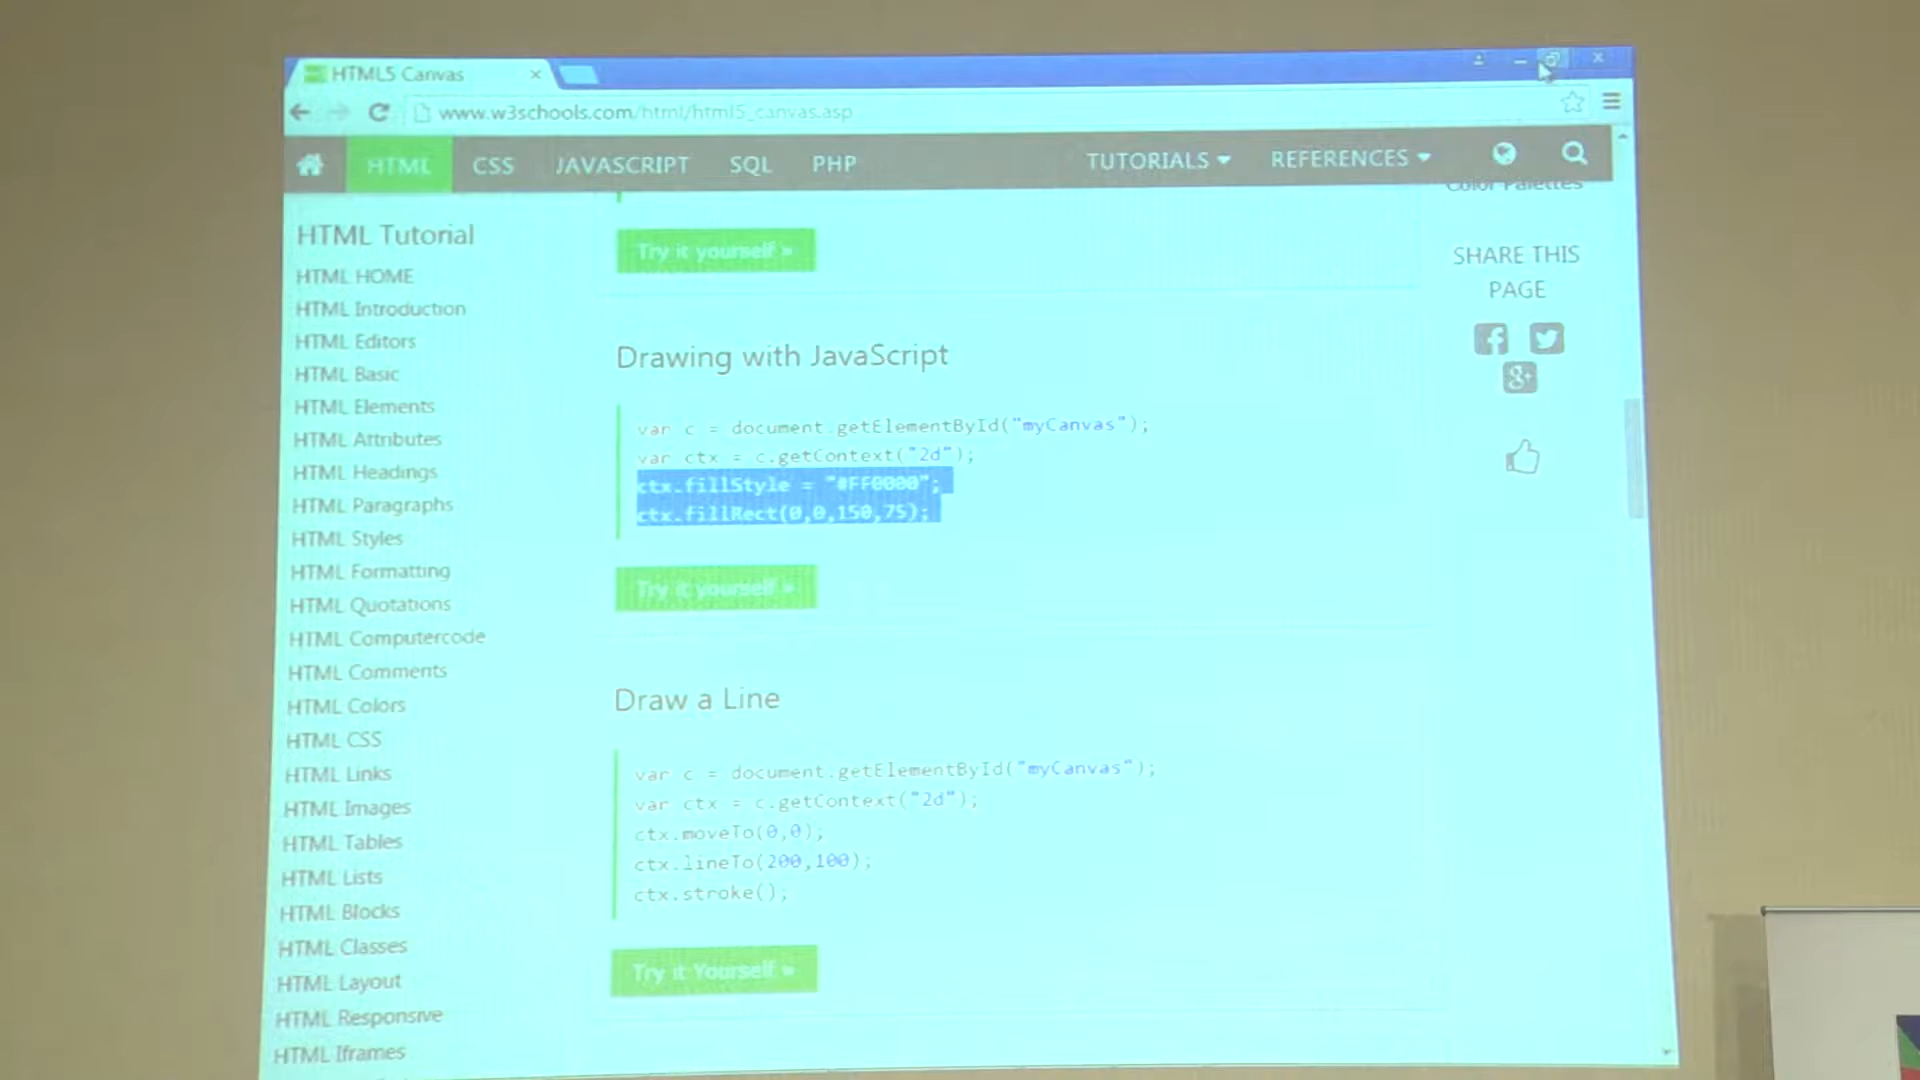 HTML5 Canvas
www.w3schools.com/html/html5_canvas.asp
HTML CSS JAVASCRIPT SQL PHP TUTORIALS REFERENCES
Color Palettes
HTML Tutorial
HTML HOME
HTML Introduction
HTML Editors
HTML Basic
HTML Elements
HTML Attributes
HTML Headings
HTML Paragraphs
HTML Styles
HTML Formatting
HTML Quotations
HTML Computercode
HTML Comments
HTML Colors
HTML CSS
HTML Links
HTML Images
HTML Tables
HTML Lists
HTML Blocks
HTML Classes
HTML Layout
HTML Responsive
HTML Iframes
Try it yourself »
Drawing with JavaScript
var c = document.getElementById("myCanvas");
var ctx = c.getContext("2d");
ctx.fillStyle = "#FF0000";
ctx.fillRect(0,0,150,75);
Try it yourself »
Draw a Line
var c = document.getElementById("myCanvas");
var ctx = c.getContext("2d");
ctx.moveTo(0,0);
ctx.lineTo(200,100);
ctx.stroke();
Try it Yourself »
SHARE THIS
PAGE